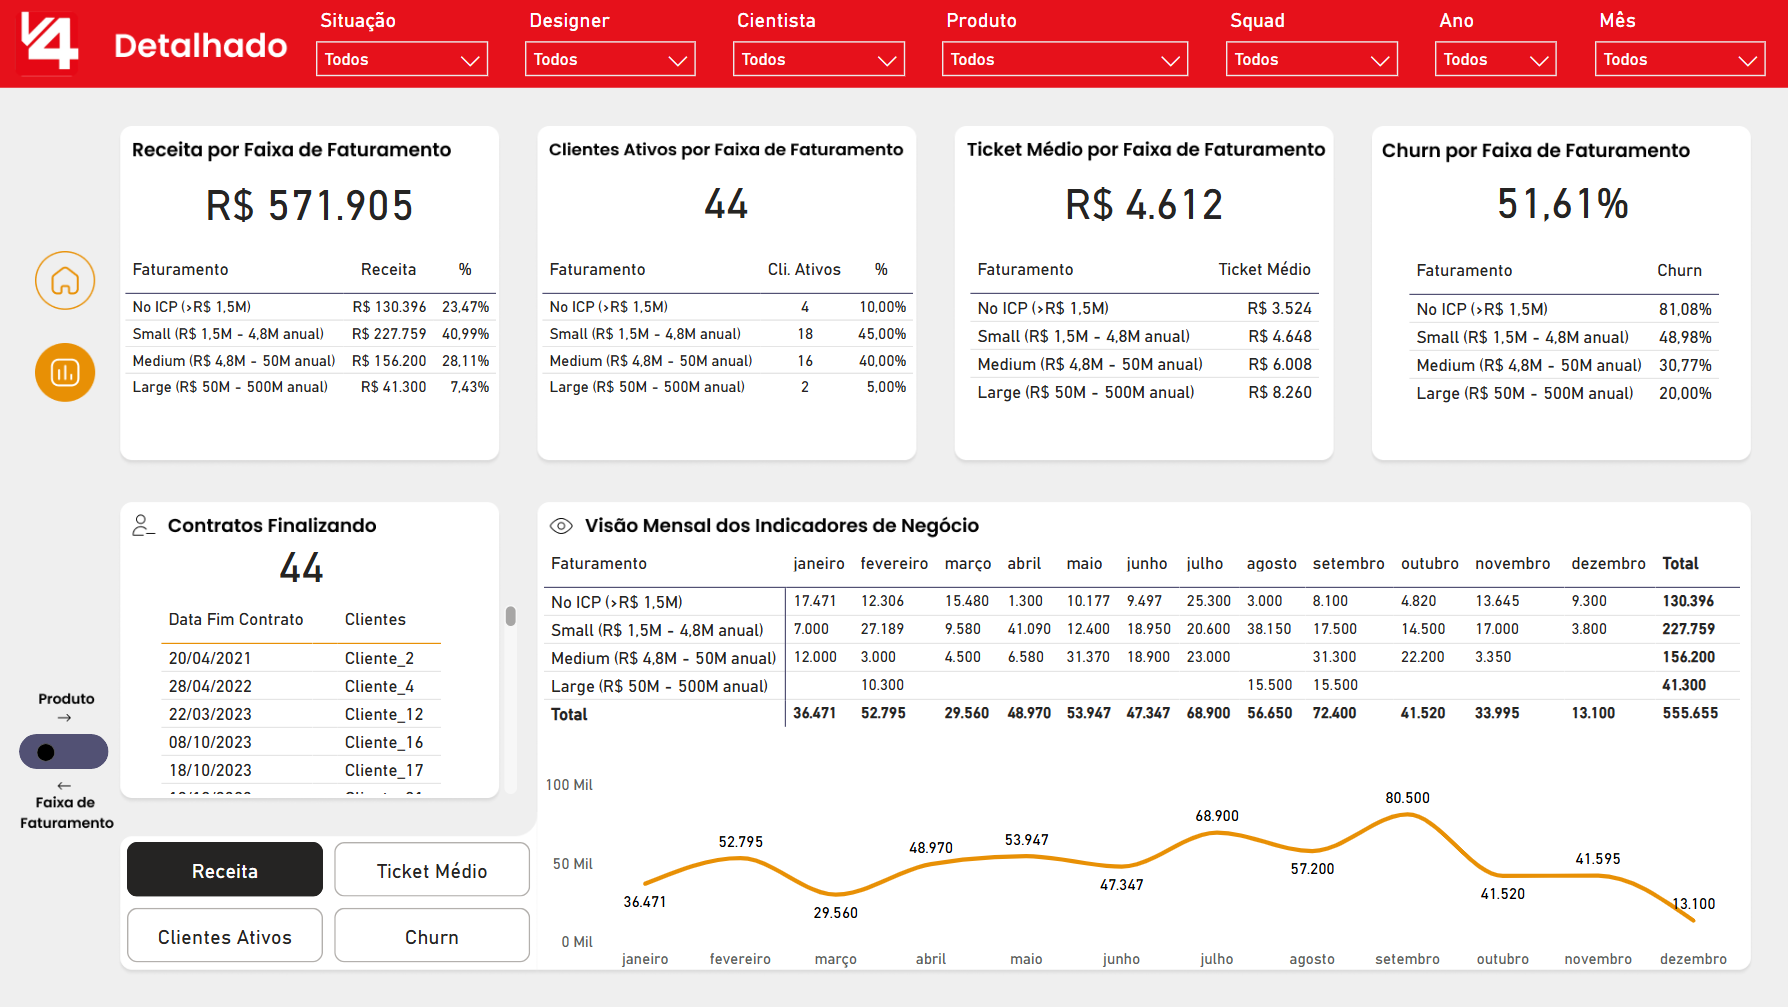 V4
Detalhado
Situação
Todos
Designer
Todos
Cientista
Todos
Produto
Todos
Squad
Todos
Ano
Todos
Mês
Todos
Receita por Faixa de Faturamento
R$ 571.905
Faturamento Receita %
No ICP (>R$ 1,5M) R$ 130.396 23,47%
Small (R$ 1,5M - 4,8M anual) R$ 227.759 40,99%
Medium (R$ 4,8M - 50M anual) R$ 156.200 28,11%
Large (R$ 50M - 500M anual) R$ 41.300 7,43%
Clientes Ativos por Faixa de Faturamento
44
Faturamento Cli. Ativos %
No ICP (>R$ 1,5M) 4 10,00%
Small (R$ 1,5M - 4,8M anual) 18 45,00%
Medium (R$ 4,8M - 50M anual) 16 40,00%
Large (R$ 50M - 500M anual) 2 5,00%
Ticket Médio por Faixa de Faturamento
R$ 4.612
Faturamento Ticket Médio
No ICP (>R$ 1,5M) R$ 3.524
Small (R$ 1,5M - 4,8M anual) R$ 4.648
Medium (R$ 4,8M - 50M anual) R$ 6.008
Large (R$ 50M - 500M anual) R$ 8.260
Churn por Faixa de Faturamento
51,61%
Faturamento Churn
No ICP (>R$ 1,5M) 81,08%
Small (R$ 1,5M - 4,8M anual) 48,98%
Medium (R$ 4,8M - 50M anual) 30,77%
Large (R$ 50M - 500M anual) 20,00%
Produto
→
←
Faixa de
Faturamento
Contratos Finalizando
44
Data Fim Contrato Clientes
20/04/2021 Cliente_2
28/04/2022 Cliente_4
22/03/2023 Cliente_12
08/10/2023 Cliente_16
18/10/2023 Cliente_17
Receita
Ticket Médio
Clientes Ativos
Churn
Visão Mensal dos Indicadores de Negócio
Faturamento janeiro fevereiro março abril maio junho julho agosto setembro outubro novembro dezembro Total
No ICP (>R$ 1,5M) 17.471 12.306 15.480 1.300 10.177 9.497 25.300 3.000 8.100 4.820 13.645 9.300 130.396
Small (R$ 1,5M - 4,8M anual) 7.000 27.189 9.580 41.090 12.400 18.950 20.600 38.150 17.500 14.500 17.000 3.800 227.759
Medium (R$ 4,8M - 50M anual) 12.000 3.000 4.500 6.580 31.370 18.900 23.000 31.300 22.200 3.350 156.200
Large (R$ 50M - 500M anual) 10.300 15.500 15.500 41.300
Total 36.471 52.795 29.560 48.970 53.947 47.347 68.900 56.650 72.400 41.520 33.995 13.100 555.655
100 Mil
50 Mil
0 Mil
36.471
52.795
29.560
48.970
53.947
47.347
68.900
57.200
80.500
41.520
41.595
13.100
janeiro fevereiro março abril maio junho julho agosto setembro outubro novembro dezembro